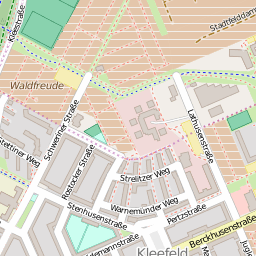 Kleestraße
Stadtfelddamm
Waldfreude
Schweriner Straße
Lathusenstraße
Stettiner Weg
Rostocker Straße
Strelitzer Weg
Warnemünder Weg
Stenhusenstraße
Pertzstraße
Kleefeld
Berckhusenstraße